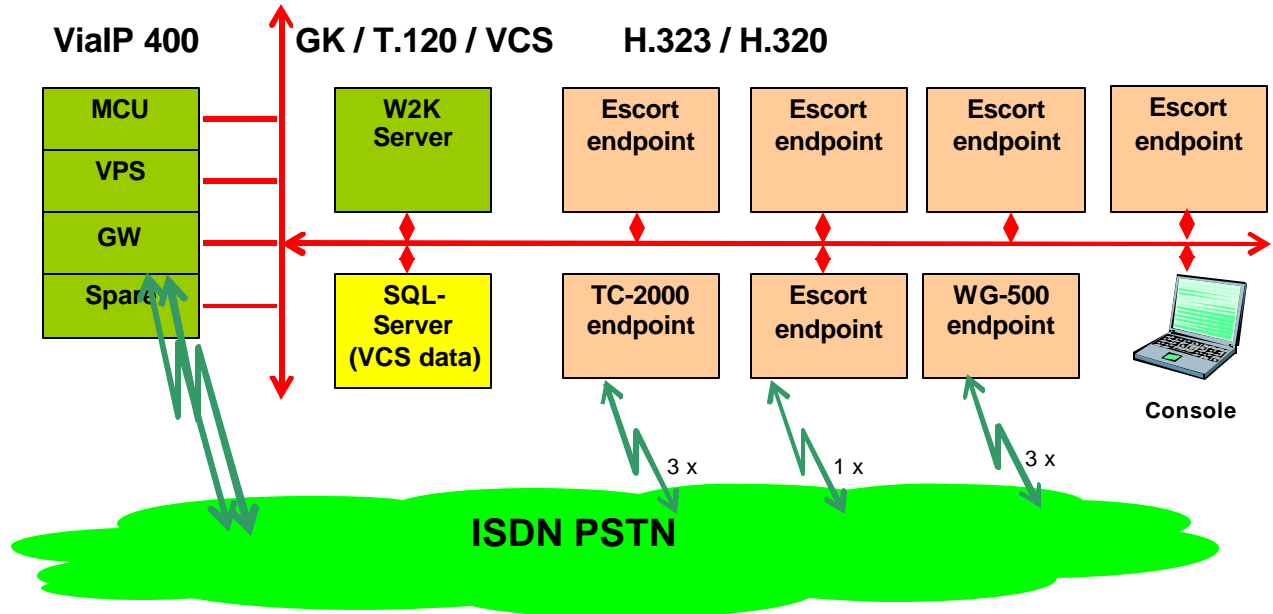 ViaIP 400
GK / T.120 / VCS
H.323 / H.320
MCU
VPS
GW
Spare
W2K
Server
Escort
endpoint
Escort
endpoint
Escort
endpoint
Escort
endpoint
SQL-
Server
(VCS data)
TC-2000
endpoint
Escort
endpoint
WG-500
endpoint
Console
3 x
1 x
3 x
ISDN PSTN